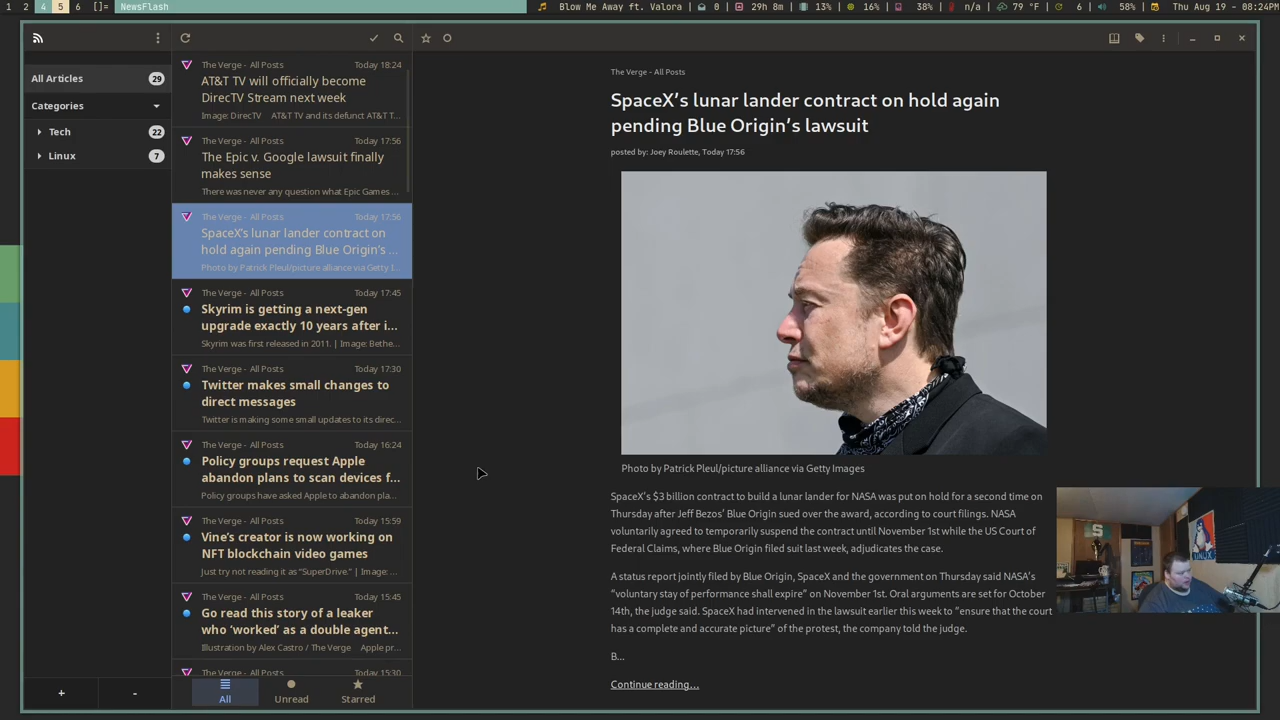 1 2 4 5 6 []= NewsFlash
Blow Me Away ft. Valora | 0 | 29h 8m | 13% | 16% | 38% | n/a | 79 °F | 6 | 58% | Thu Aug 19 - 08:24PM
All Articles 29
Categories
Tech 22
Linux 7
+ -
The Verge - All Posts Today 18:24
AT&T TV will officially become
DirecTV Stream next week
Image: DirecTV AT&T TV and its defunct AT&T T...
The Verge - All Posts Today 17:56
The Epic v. Google lawsuit finally
makes sense
There was never any question what Epic Games ...
The Verge - All Posts Today 17:56
SpaceX's lunar lander contract on
hold again pending Blue Origin's ...
Photo by Patrick Pleul/picture alliance via Getty I...
The Verge - All Posts Today 17:45
Skyrim is getting a next-gen
upgrade exactly 10 years after i...
Skyrim was first released in 2011. | Image: Bethe...
The Verge - All Posts Today 17:30
Twitter makes small changes to
direct messages
Twitter is making some small updates to its direc...
The Verge - All Posts Today 16:24
Policy groups request Apple
abandon plans to scan devices f...
Policy groups have asked Apple to abandon pla...
The Verge - All Posts Today 15:59
Vine's creator is now working on
NFT blockchain video games
Just try not reading it as “SuperDrive.” | Image: ...
The Verge - All Posts Today 15:45
Go read this story of a leaker
who ‘worked’ as a double agent...
Illustration by Alex Castro / The Verge Apple pr...
The Verge - All Posts Today 15:30
All Unread Starred
The Verge - All Posts
SpaceX’s lunar lander contract on hold again
pending Blue Origin’s lawsuit
posted by: Joey Roulette, Today 17:56
Photo by Patrick Pleul/picture alliance via Getty Images
SpaceX’s $3 billion contract to build a lunar lander for NASA was put on hold for a second time on
Thursday after Jeff Bezos’ Blue Origin sued over the award, according to court filings. NASA
voluntarily agreed to temporarily suspend the contract until November 1st while the US Court of
Federal Claims, where Blue Origin filed suit last week, adjudicates the case.
A status report jointly filed by Blue Origin, SpaceX and the government on Thursday said NASA’s
“voluntary stay of performance shall expire” on November 1st. Oral arguments are set for October
14th, the judge said. SpaceX had intervened in the lawsuit earlier this week to “ensure that the court
has a complete and accurate picture” of the protest, the company told the judge.
B...
Continue reading...